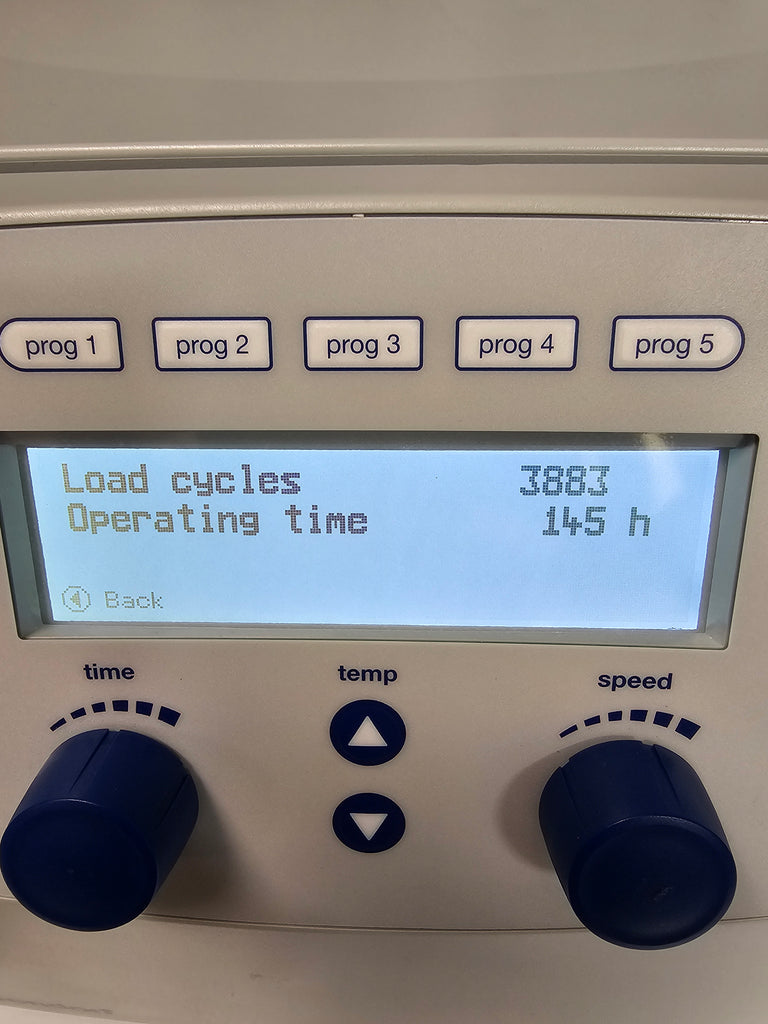 prog 1 prog 2 prog 3 prog 4 prog 5
Load cycles 3883
Operating time 145 h
Back
time temp speed